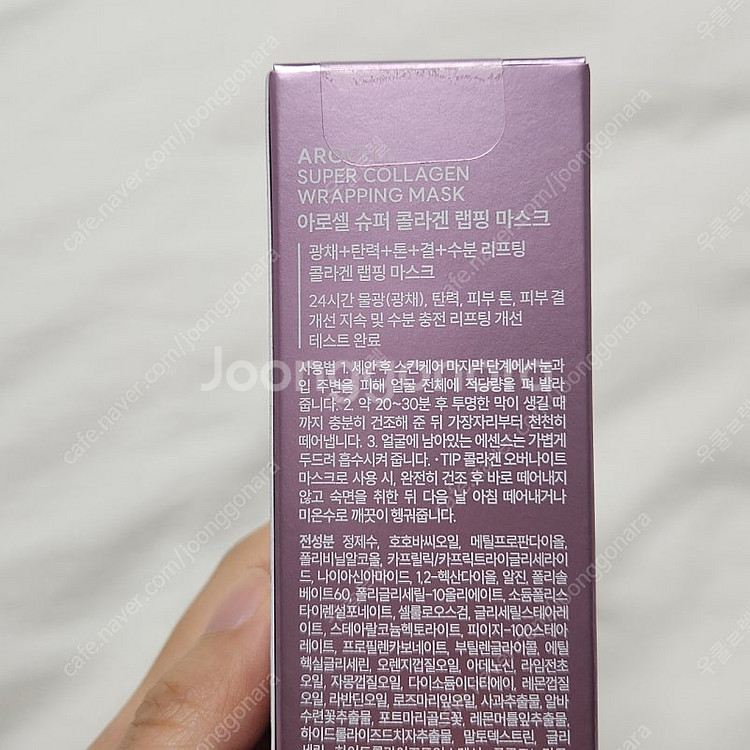 AROCELL
SUPER COLLAGEN
WRAPPING MASK
아로셀 슈퍼 콜라겐 랩핑 마스크
광채+탄력+톤+결+수분 리프팅
콜라겐 랩핑 마스크
24시간 물광(광채), 탄력, 피부 톤, 피부 결
개선 지속 및 수분 충전 리프팅 개선
테스트 완료
Joonggonara
사용법 1. 세안 후 스킨케어 마지막 단계에서 눈과
입 주변을 피해 얼굴 전체에 적당량을 펴 발라
줍니다. 2. 약 20~30분 후 투명한 막이 생길 때
까지 충분히 건조해 준 뒤 가장자리부터 천천히
떼어냅니다. 3. 얼굴에 남아있는 에센스는 가볍게
두드려 흡수시켜 줍니다. • TIP 콜라겐 오버나이트
마스크로 사용 시, 완전히 건조 후 바로 떼어내지
않고 숙면을 취한 뒤 다음 날 아침 떼어내거나
미온수로 깨끗이 헹궈줍니다.
전성분 정제수, 호호바씨오일, 메틸프로판다이올,
폴리비닐알코올, 카프릴릭/카프릭트라이글리세라이
드, 나이아신아마이드, 1,2-헥산다이올, 알진, 폴리솔
베이트60, 폴리글리세릴-10올리에이트, 소듐폴리스
타이렌설포네이트, 셀룰로오스검, 글리세릴스테아레
이트, 스테아랄코늄헥토라이트, 피이지-100스테아
레이트, 프로필렌카보네이트, 부틸렌글라이콜, 에틸
헥실글리세린, 오렌지껍질오일, 아데노신, 라임전초
오일, 자몽껍질오일, 다이소듐이디티에이, 레몬껍질
오일, 라반딘오일, 로즈마리잎오일, 사과추출물, 알바
수련꽃추출물, 포트마리골드꽃, 레몬머틀잎추출물,
하이드롤라이즈드치자추출물, 말토덱스트린, 글리
cafe.naver.com/joonggonara
우쿨렐렐